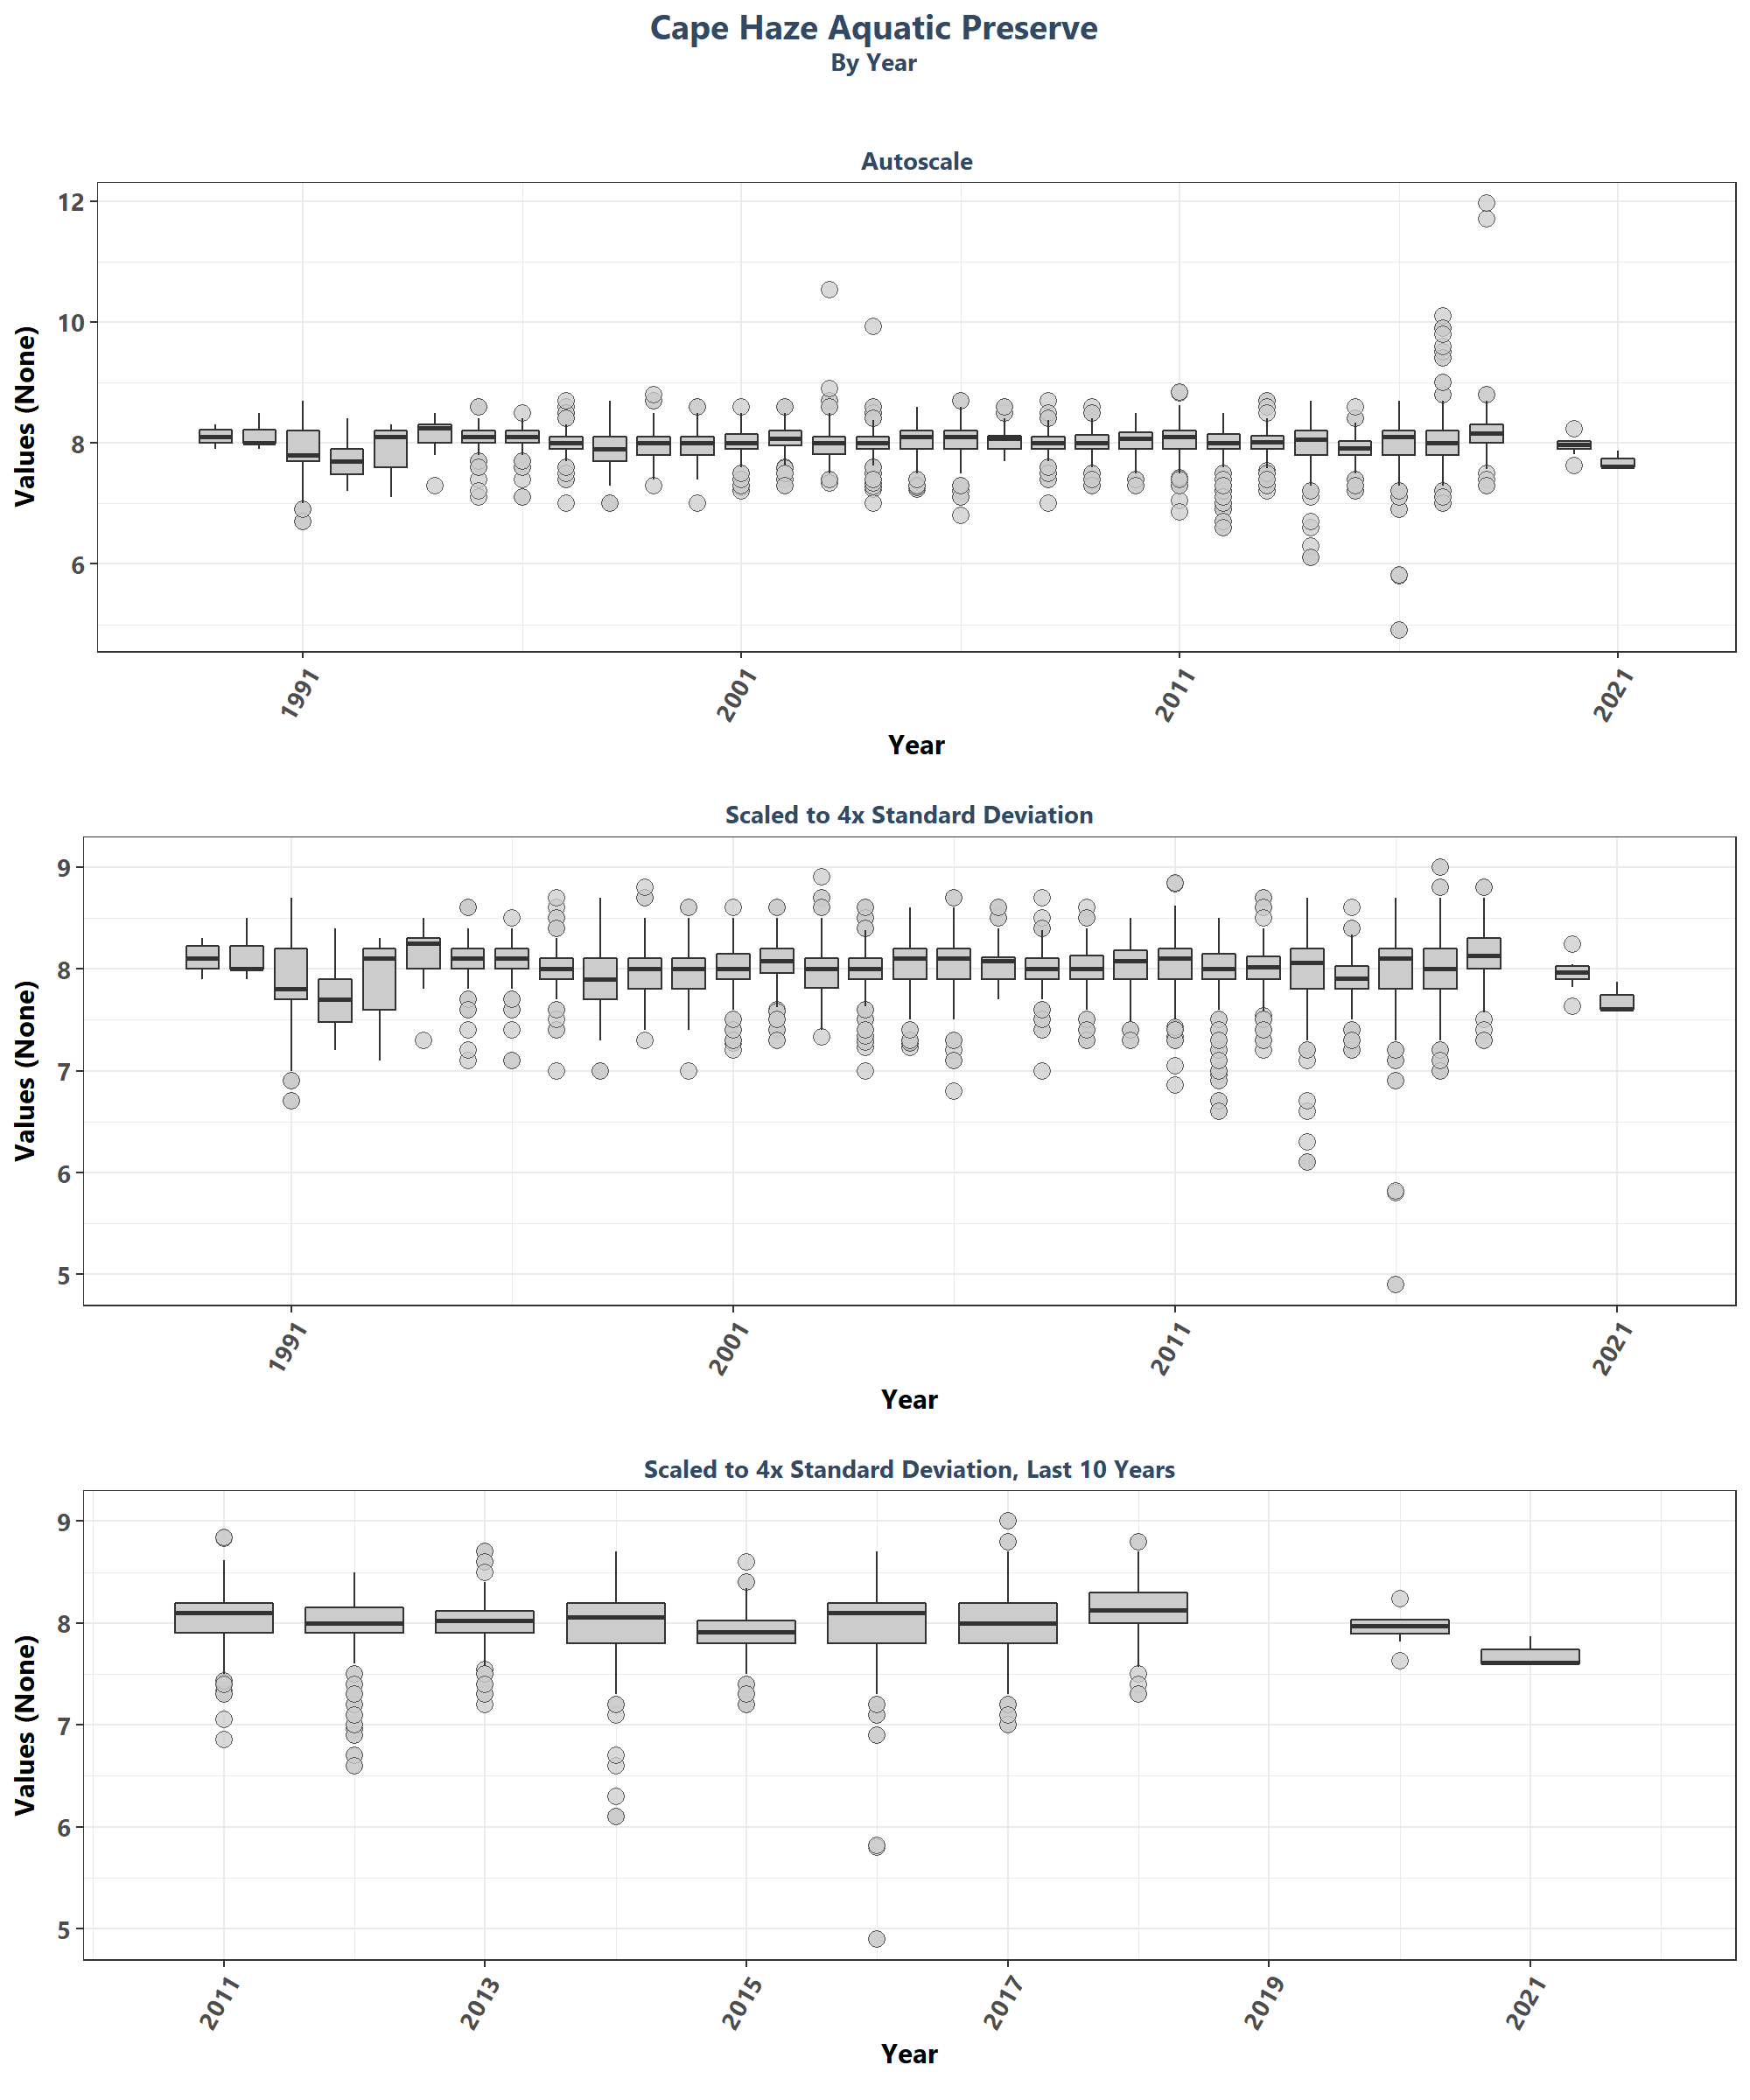 Cape Haze Aquatic Preserve
By Year
Autoscale
Values (None)
12
10
8
6
1991
2001
2011
2021
Year
Scaled to 4x Standard Deviation
Values (None)
9
8
7
6
5
1991
2001
2011
2021
Year
Scaled to 4x Standard Deviation, Last 10 Years
Values (None)
9
8
7
6
5
2011
2013
2015
2017
2019
2021
Year